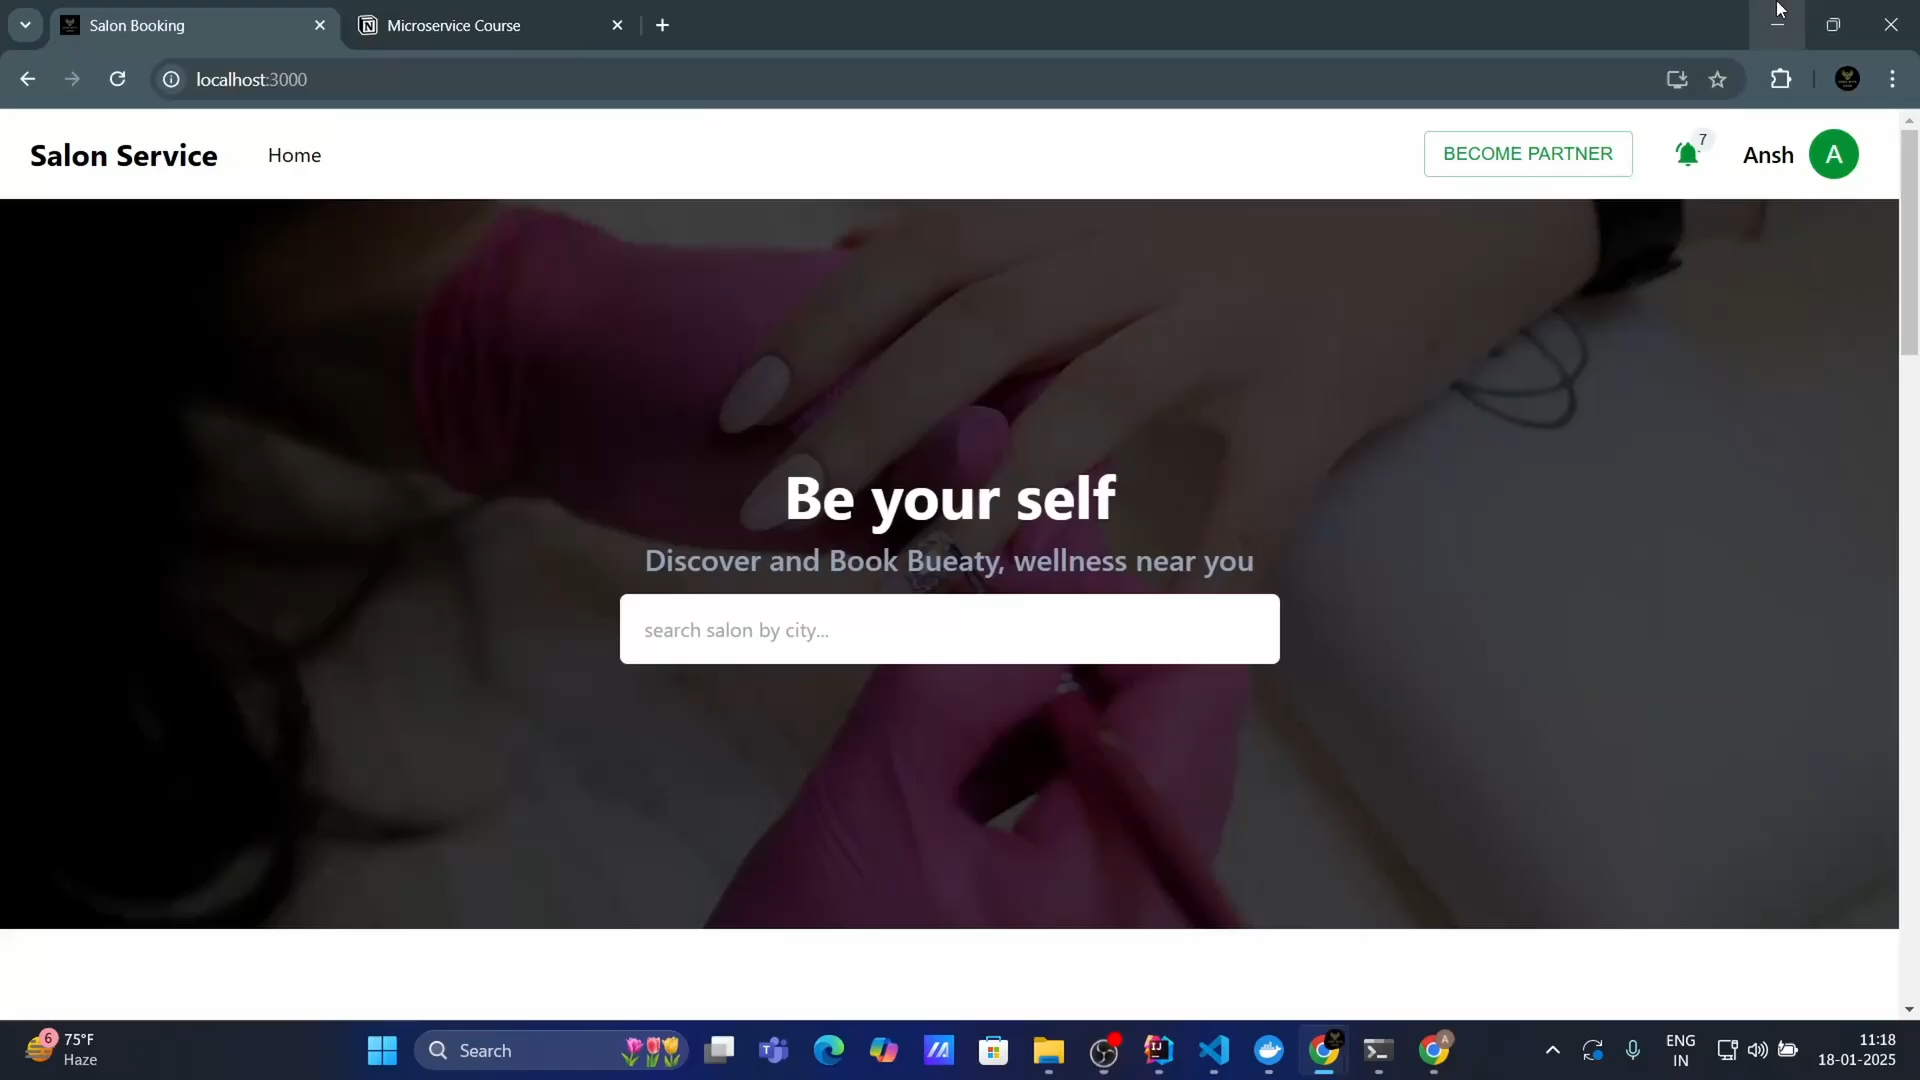 Salon Booking
Microservice Course
localhost:3000
Salon Service
Home
BECOME PARTNER
7
Ansh
A
Be your self
Discover and Book Bueaty, wellness near you
search salon by city...
6
75°F
Haze
Search
ENG
IN
11:18
18-01-2025